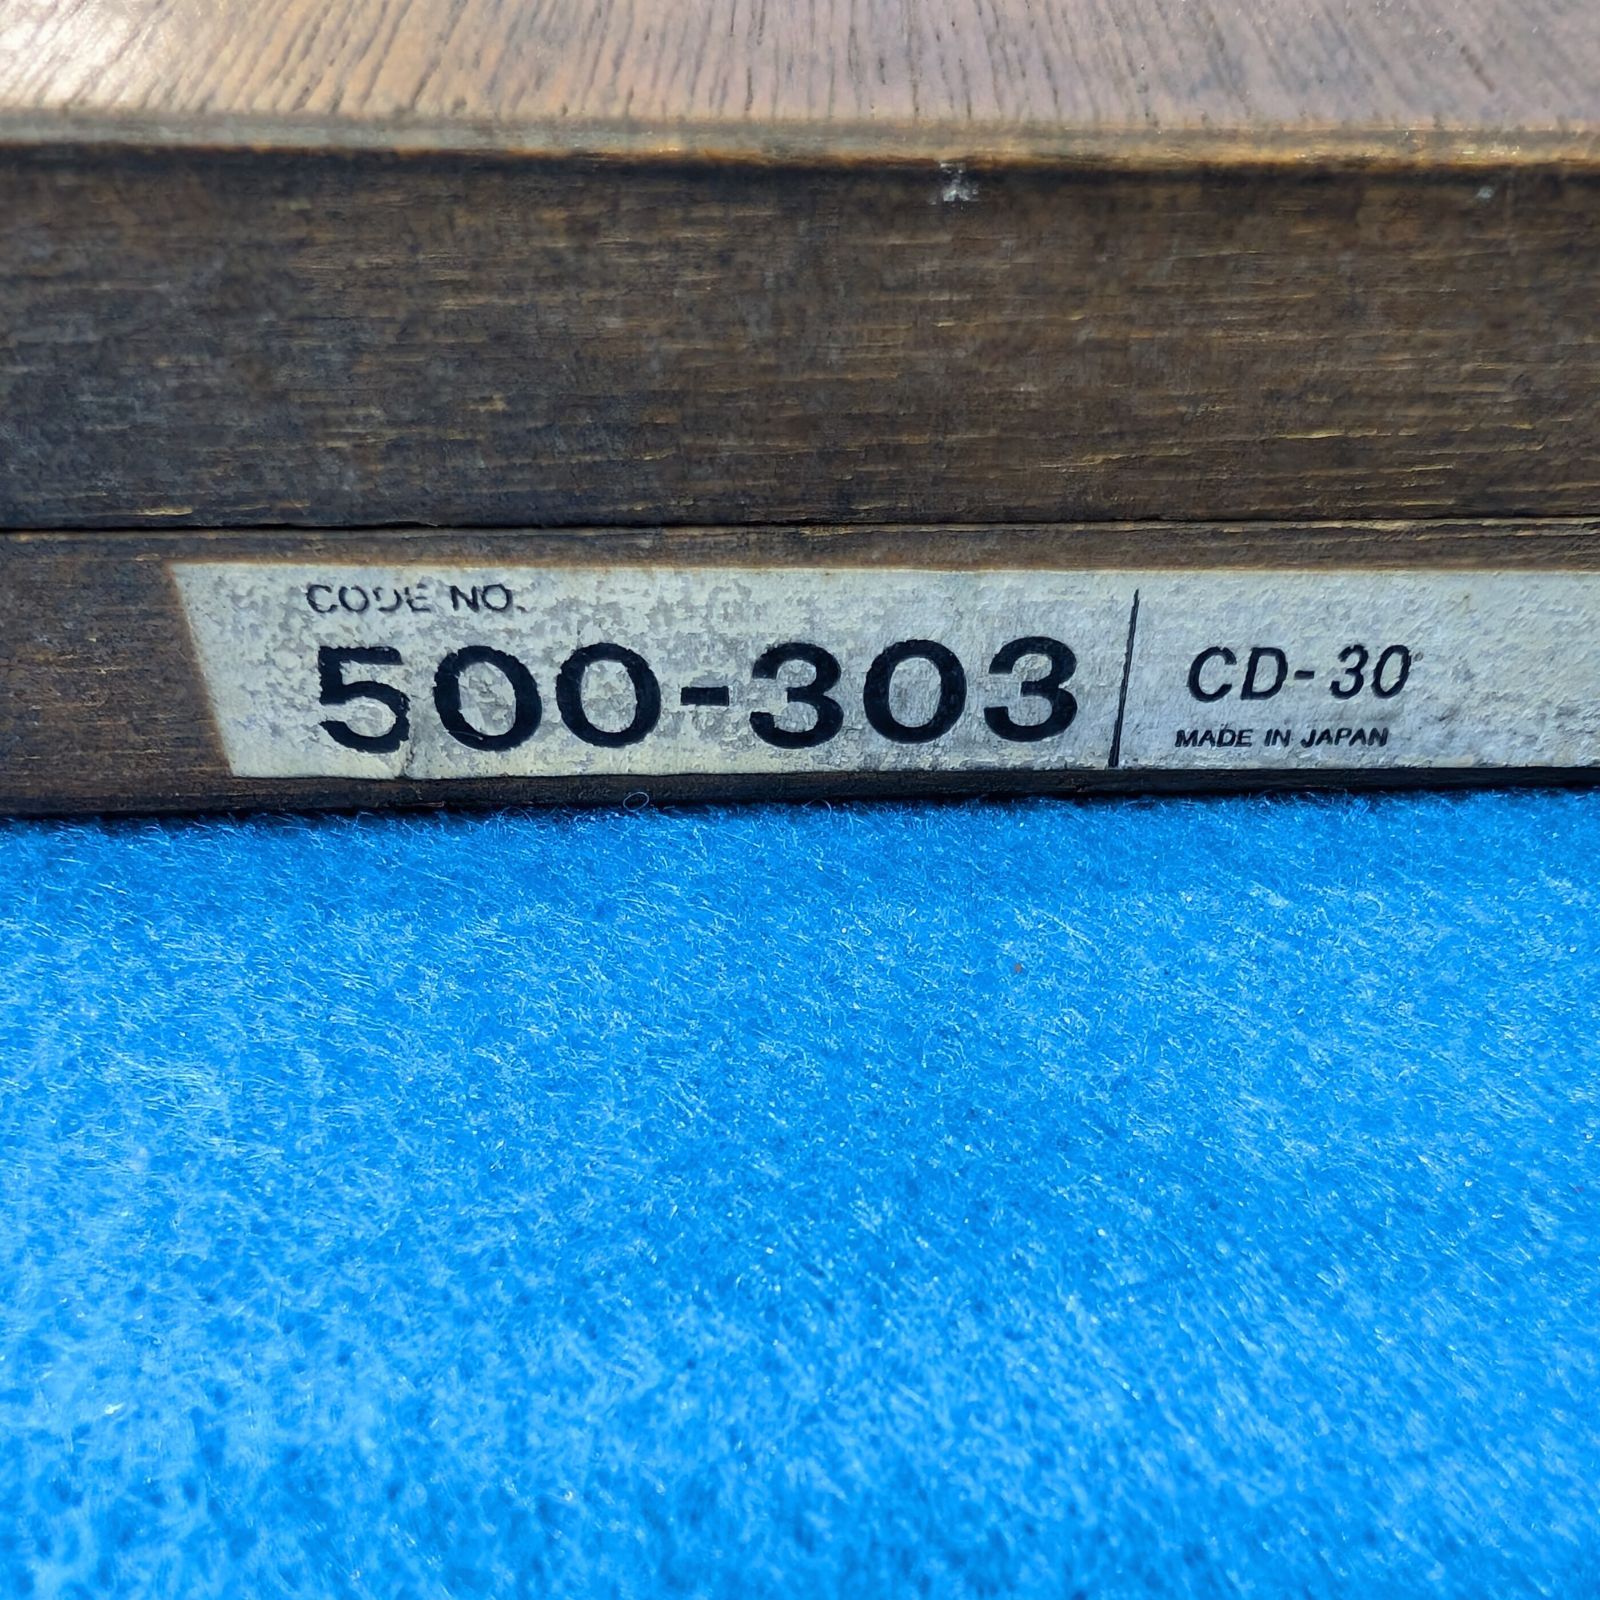 CODE NO.
500-303
CD-30
MADE IN JAPAN